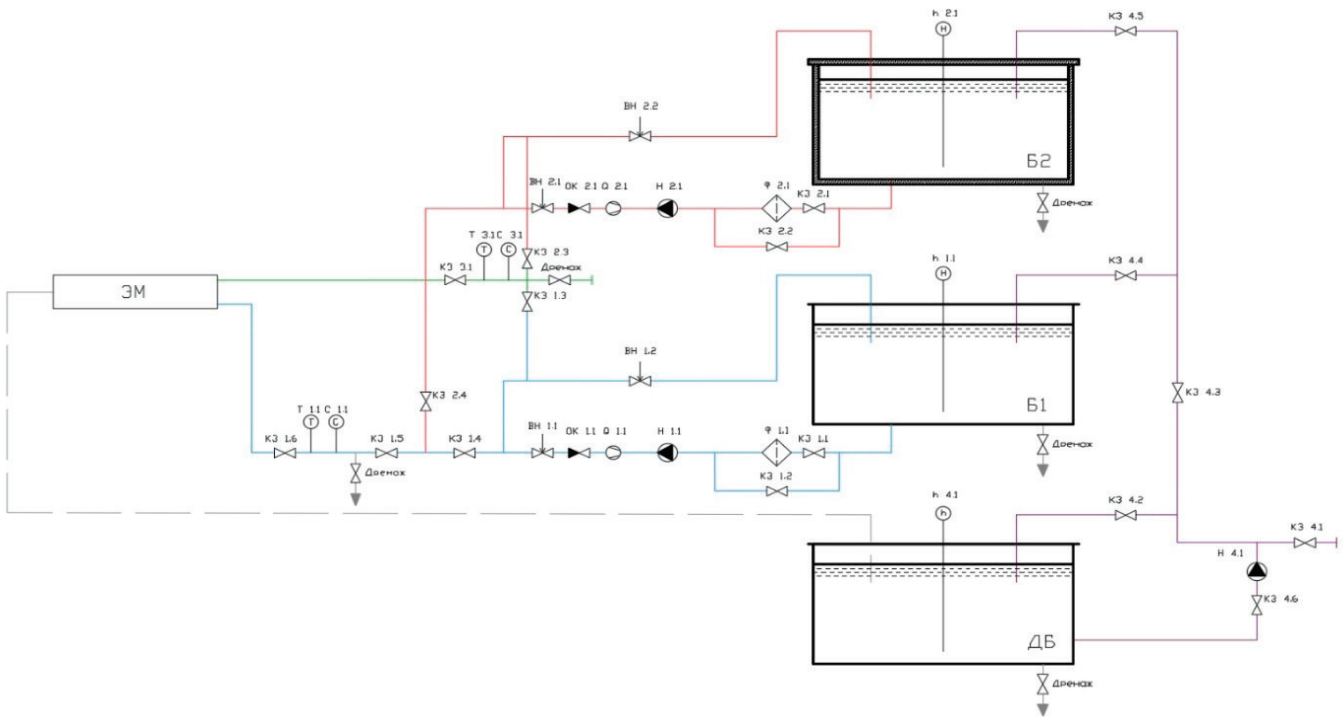 h 2.1
КЗ 4.5
H
ВН 2.2
Б2
ВН 2.1
ОК 2.1
Q 2.1
Н 2.1
Ф 2.1
КЗ 2.1
КЗ 2.2
Дренаж
Т 3.1
С 3.1
T
C
КЗ 2.3
КЗ 3.1
Дренаж
h 1.1
КЗ 4.4
H
ЭМ
КЗ 1.3
ВН 1.2
Б1
КЗ 4.3
КЗ 2.4
Т 1.1
С 1.1
T
C
ВН 1.1
ОК 1.1
Q 1.1
Н 1.1
Ф 1.1
КЗ 1.1
КЗ 1.6
КЗ 1.5
КЗ 1.4
Дренаж
КЗ 1.2
Дренаж
h 4.1
КЗ 4.2
h
КЗ 4.1
Н 4.1
КЗ 4.6
ДБ
Дренаж